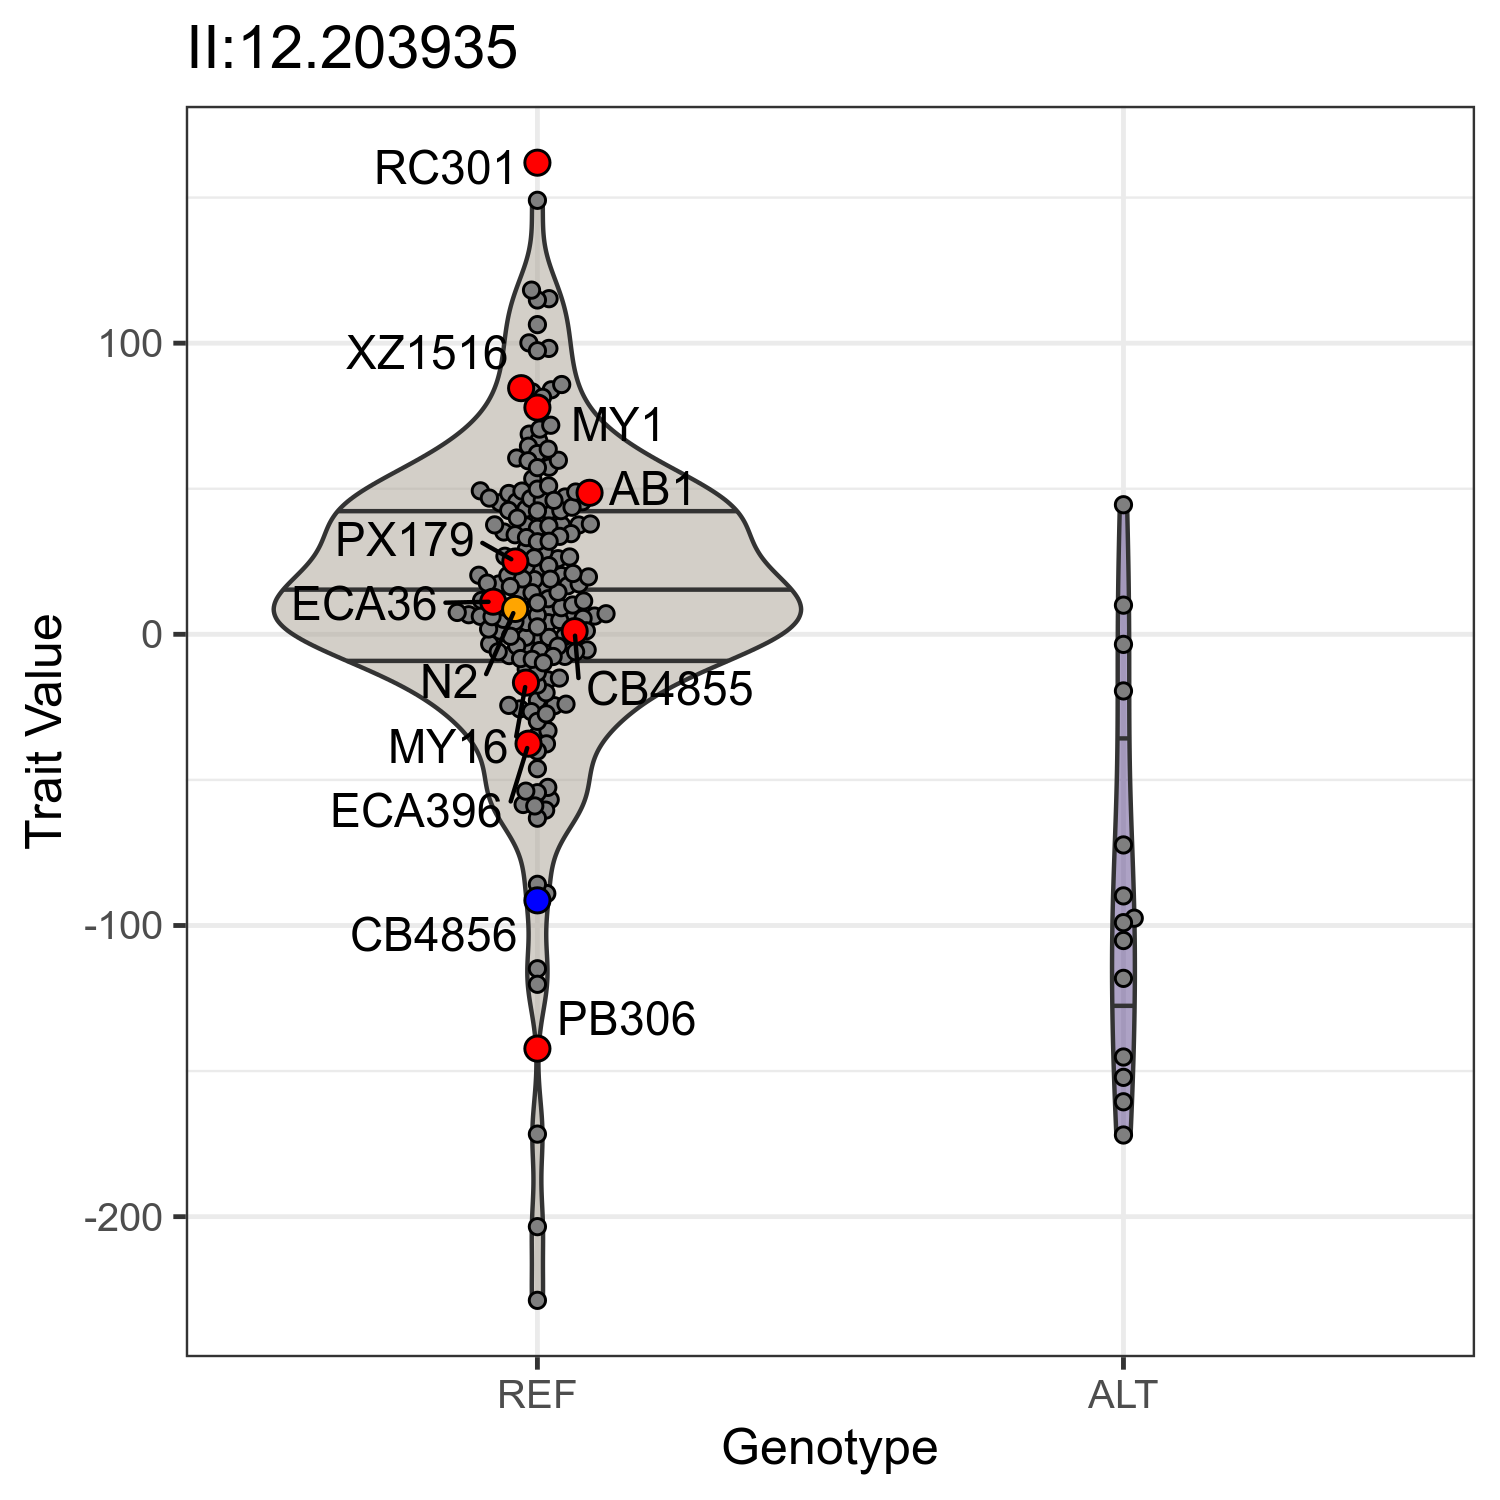 II:12.203935
RC301
XZ1516
MY1
AB1
PX179
ECA36
N2
CB4855
MY16
ECA396
CB4856
PB306
100
0
-100
-200
Trait Value
REF
ALT
Genotype